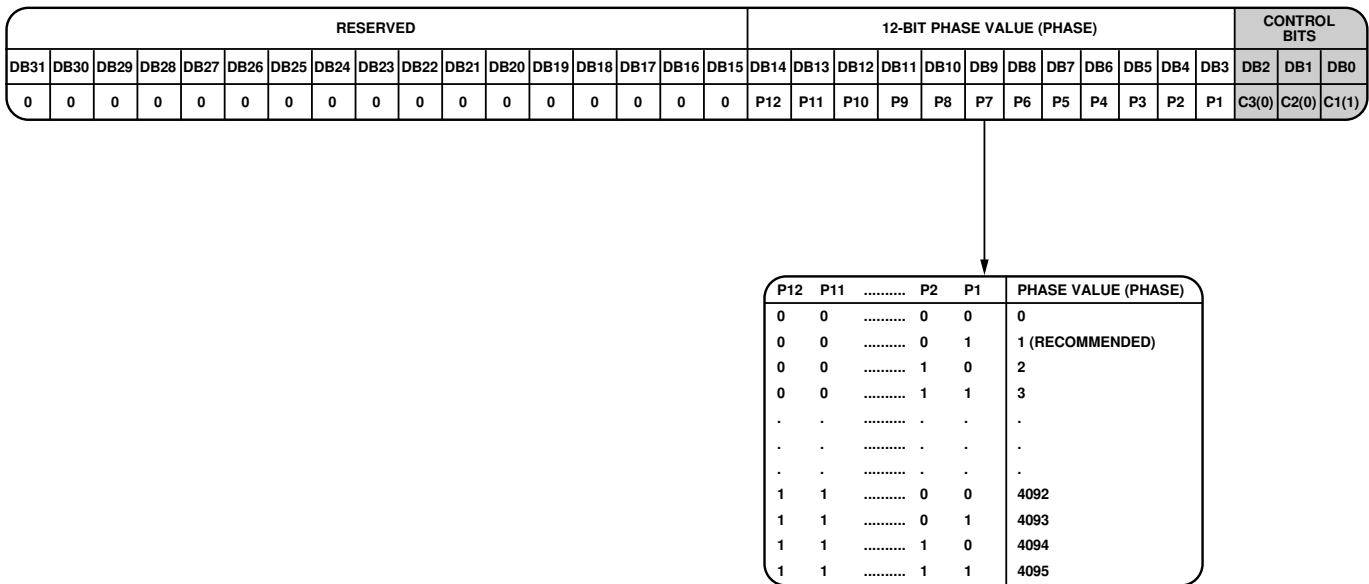 RESERVED 12-BIT PHASE VALUE (PHASE) CONTROL BITS
DB31 DB30 DB29 DB28 DB27 DB26 DB25 DB24 DB23 DB22 DB21 DB20 DB19 DB18 DB17 DB16 DB15 DB14 DB13 DB12 DB11 DB10 DB9 DB8 DB7 DB6 DB5 DB4 DB3 DB2 DB1 DB0
0 0 0 0 0 0 0 0 0 0 0 0 0 0 0 0 0 P12 P11 P10 P9 P8 P7 P6 P5 P4 P3 P2 P1 C3(0) C2(0) C1(1)
P12 P11 .......... P2 P1 PHASE VALUE (PHASE)
0 0 .......... 0 0 0
0 0 .......... 0 1 1 (RECOMMENDED)
0 0 .......... 1 0 2
0 0 .......... 1 1 3
. . .......... . . .
. . .......... . . .
. . .......... . . .
1 1 .......... 0 0 4092
1 1 .......... 0 1 4093
1 1 .......... 1 0 4094
1 1 .......... 1 1 4095